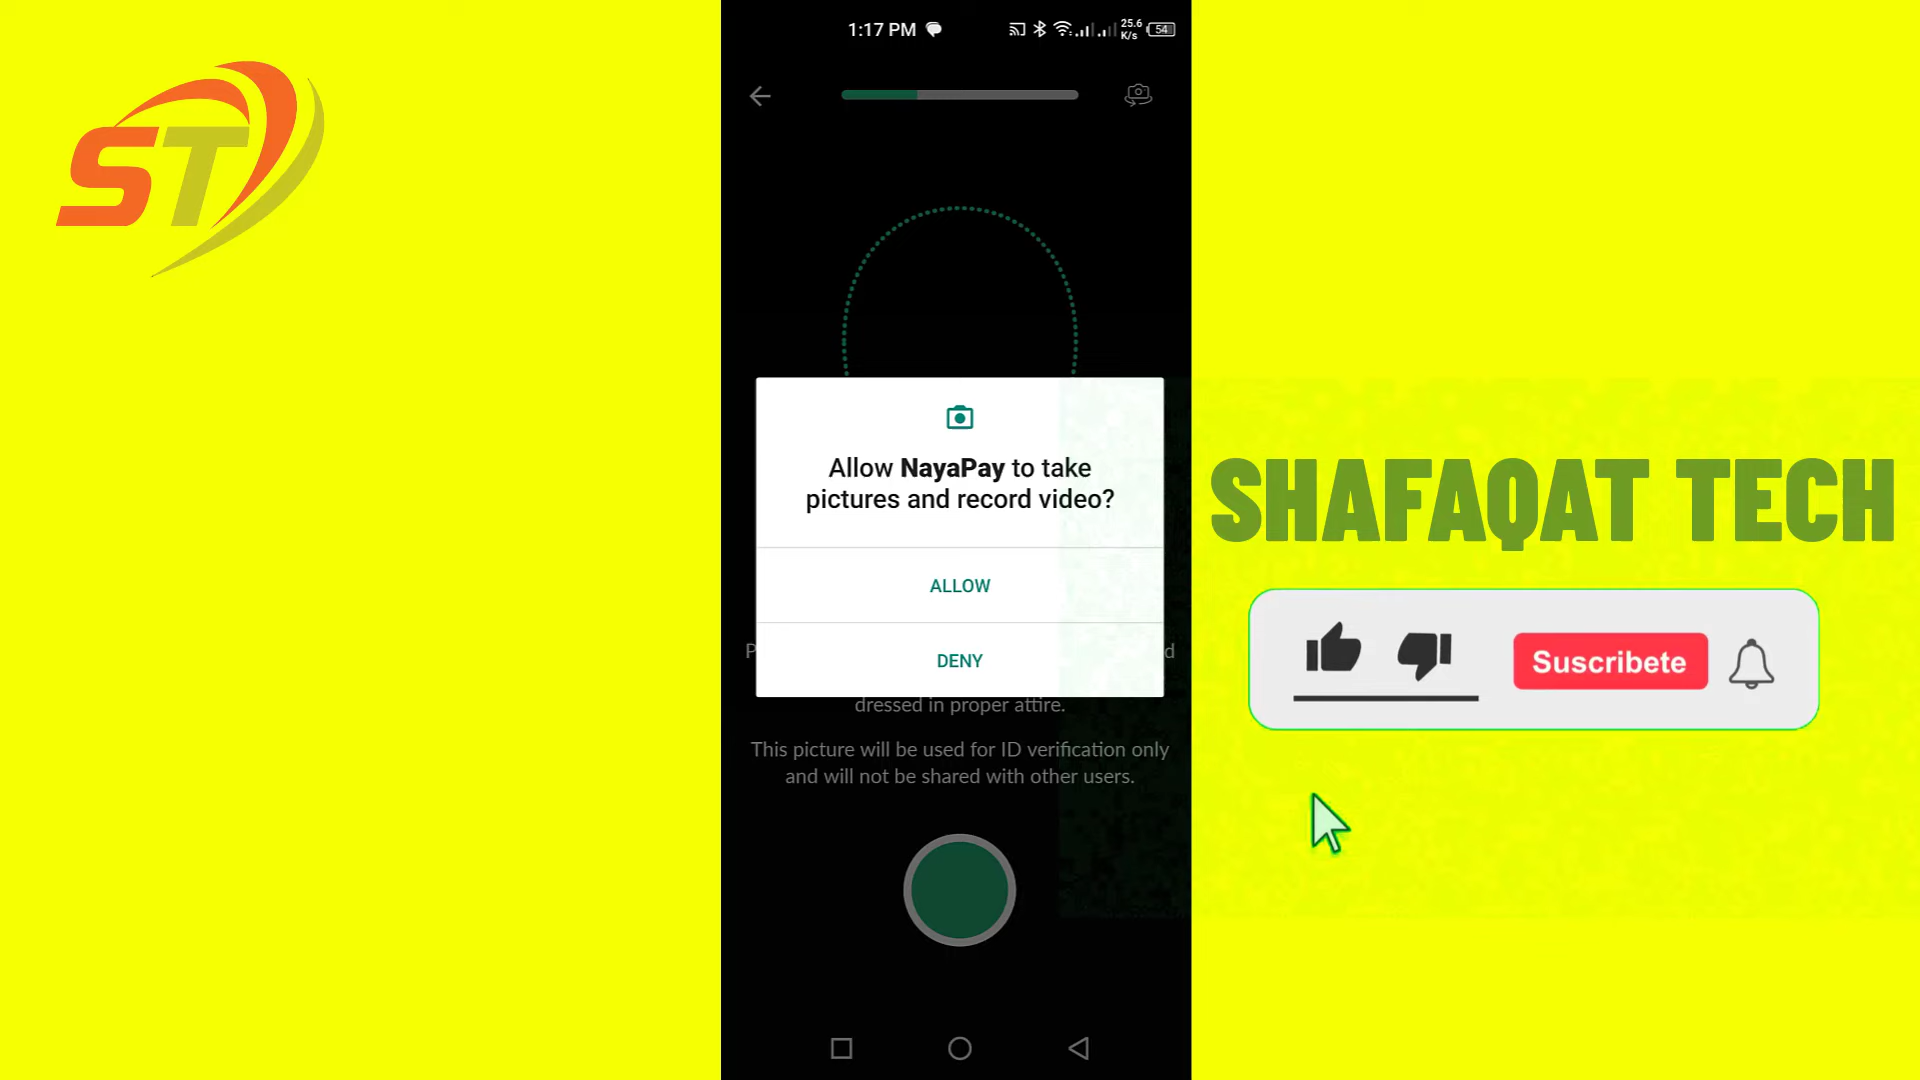 ST
1:17 PM
25.6
K/s
54
Allow NayaPay to take
pictures and record video?
ALLOW
DENY
P d
dressed in proper attire.
This picture will be used for ID verification only
and will not be shared with other users.
SHAFAQAT TECH
Suscribete